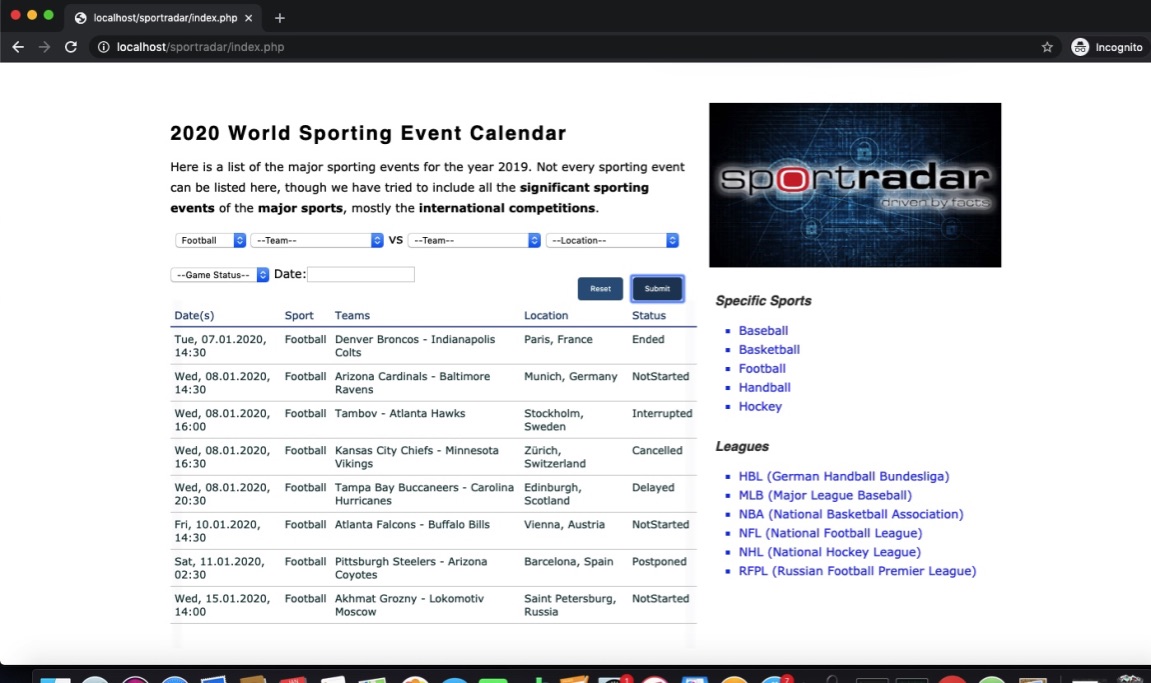 localhost/sportradar/index.php
localhost/sportradar/index.php
Incognito
2020 World Sporting Event Calendar
Here is a list of the major sporting events for the year 2019. Not every sporting event
can be listed here, though we have tried to include all the significant sporting
events of the major sports, mostly the international competitions.
Football --Team-- VS --Team-- --Location--
--Game Status-- Date:
Reset Submit
Date(s) Sport Teams Location Status
Tue, 07.01.2020, Football Denver Broncos - Indianapolis Paris, France Ended
14:30 Colts
Wed, 08.01.2020, Football Arizona Cardinals - Baltimore Munich, Germany NotStarted
14:30 Ravens
Wed, 08.01.2020, Football Tambov - Atlanta Hawks Stockholm, Interrupted
16:00 Sweden
Wed, 08.01.2020, Football Kansas City Chiefs - Minnesota Zürich, Cancelled
16:30 Vikings Switzerland
Wed, 08.01.2020, Football Tampa Bay Buccaneers - Carolina Edinburgh, Delayed
20:30 Hurricanes Scotland
Fri, 10.01.2020, Football Atlanta Falcons - Buffalo Bills Vienna, Austria NotStarted
14:30
Sat, 11.01.2020, Football Pittsburgh Steelers - Arizona Barcelona, Spain Postponed
02:30 Coyotes
Wed, 15.01.2020, Football Akhmat Grozny - Lokomotiv Saint Petersburg, NotStarted
14:00 Moscow Russia
sportradar
driven by facts
Specific Sports
Baseball
Basketball
Football
Handball
Hockey
Leagues
HBL (German Handball Bundesliga)
MLB (Major League Baseball)
NBA (National Basketball Association)
NFL (National Football League)
NHL (National Hockey League)
RFPL (Russian Football Premier League)